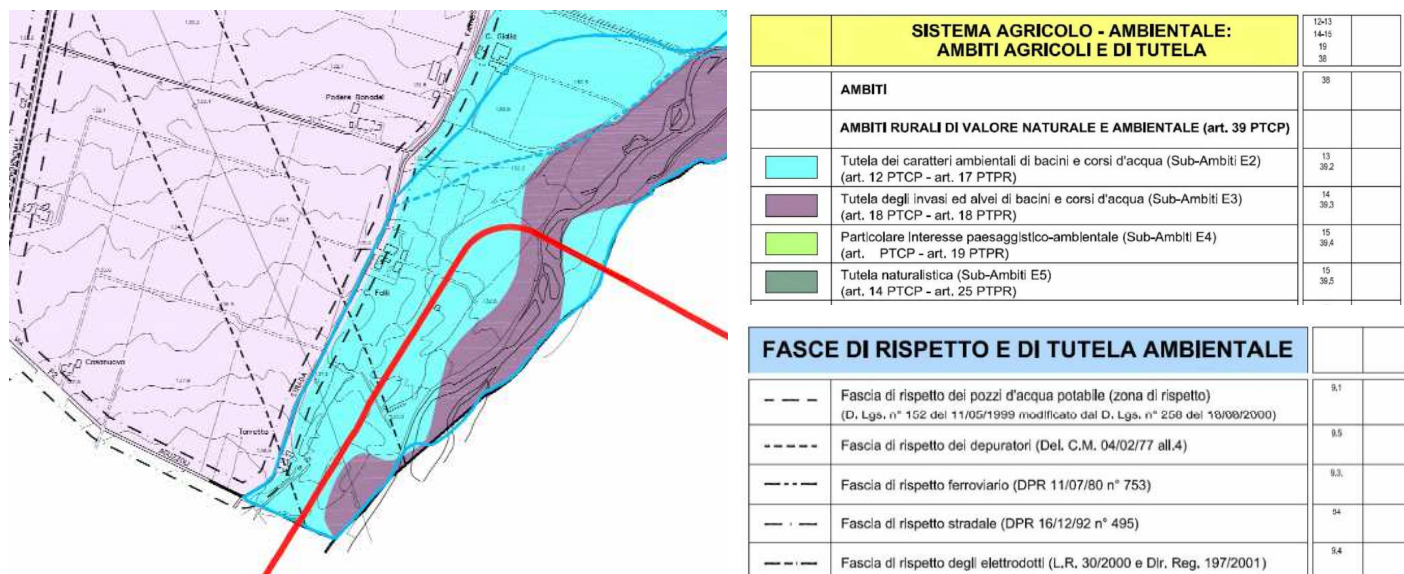 C. Gialla
Podere Bonadei
Folli
Casanuova
Torretta
STRADA
VIA
SISTEMA AGRICOLO - AMBIENTALE:
AMBITI AGRICOLI E DI TUTELA
12-13
14-15
19
38
AMBITI
38
AMBITI RURALI DI VALORE NATURALE E AMBIENTALE (art. 39 PTCP)
Tutela dei caratteri ambientali di bacini e corsi d'acqua (Sub-Ambiti E2)
(art. 12 PTCP - art. 17 PTPR)
13
39.2
Tutela degli invasi ed alvei di bacini e corsi d'acqua (Sub-Ambiti E3)
(art. 18 PTCP - art. 18 PTPR)
14
39.3
Particolare interesse paesaggistico-ambientale (Sub-Ambiti E4)
(art. PTCP - art. 19 PTPR)
15
39.4
Tutela naturalistica (Sub-Ambiti E5)
(art. 14 PTCP - art. 25 PTPR)
15
39.5
FASCE DI RISPETTO E DI TUTELA AMBIENTALE
Fascia di rispetto dei pozzi d'acqua potabile (zona di rispetto)
(D. Lgs. n° 152 del 11/05/1999 modificato dal D. Lgs. n° 258 del 18/08/2000)
9.1
Fascia di rispetto dei depuratori (Del. C.M. 04/02/77 all.4)
9.5
Fascia di rispetto ferroviario (DPR 11/07/80 n° 753)
9.3.
Fascia di rispetto stradale (DPR 16/12/92 n° 495)
94
Fascia di rispetto degli elettrodotti (L.R. 30/2000 e Dir. Reg. 197/2001)
9.4